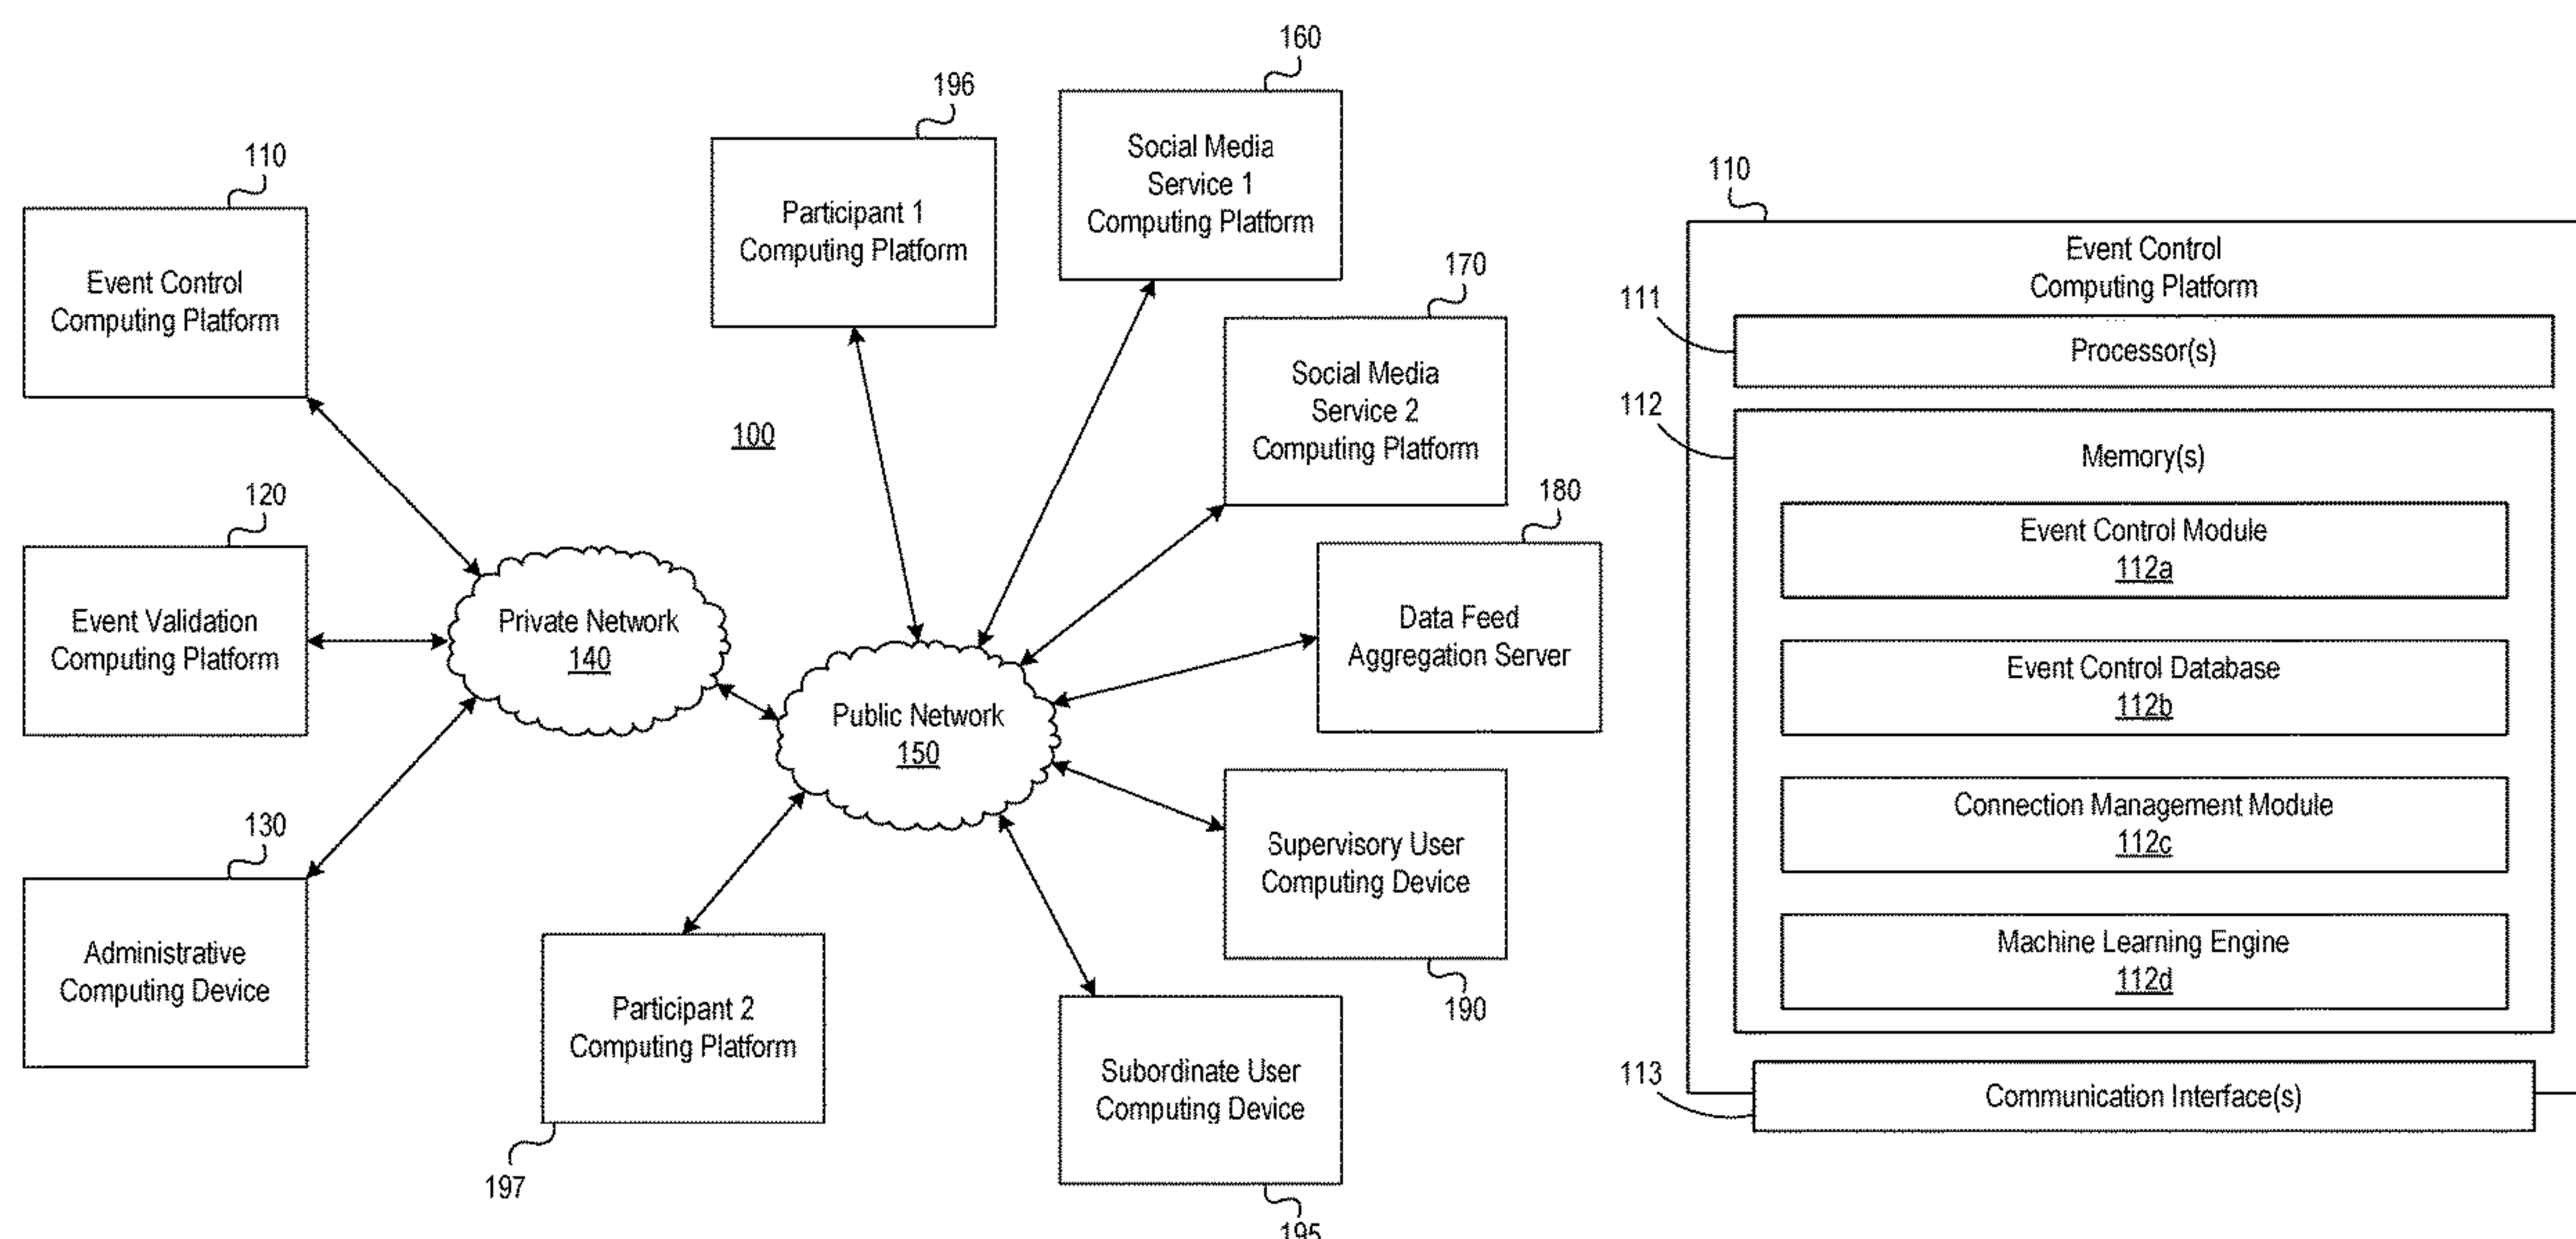 160
196
Social Media
Service 1
Computing Platform
110
Participant 1
Computing Platform
110
Event Control
Computing Platform
170
Event Control
Computing Platform
111
Processor(s)
Social Media
Service 2
Computing Platform
112
100
Memory(s)
120
180
Event Control Module
112a
Event Validation
Computing Platform
Private Network
140
Data Feed
Aggregation Server
Event Control Database
112b
Public Network
150
130
Connection Management Module
112c
Supervisory User
Computing Device
Administrative
Computing Device
Machine Learning Engine
112d
190
Participant 2
Computing Platform
Subordinate User
Computing Device
113
Communication Interface(s)
197
195